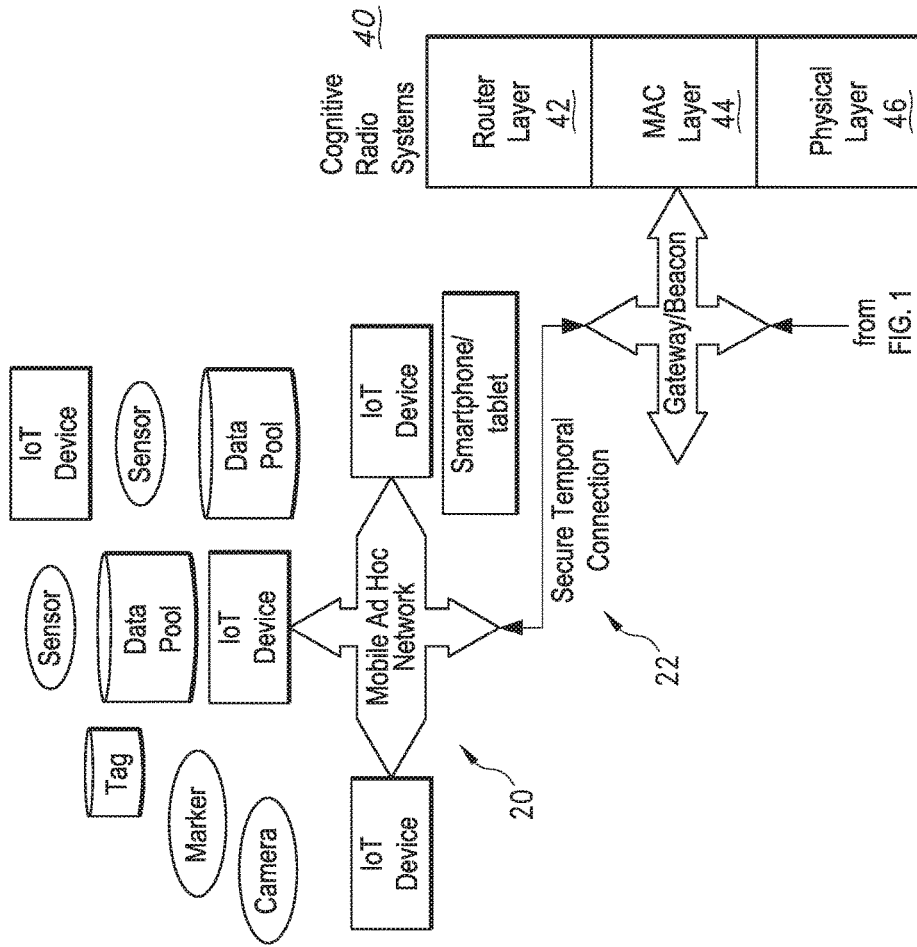 Sensor
IoT
Device
Tag
Data
Pool
Sensor
Marker
IoT
Device
Data
Pool
Camera
IoT
Device
Mobile Ad Hoc
Network
IoT
Device
Smartphone/
tablet
20
Secure Temporal
Connection
22
Cognitive
Radio
Systems
40
Router
Layer
42
MAC
Layer
44
Physical
Layer
46
Gateway/Beacon
from
FIG. 1